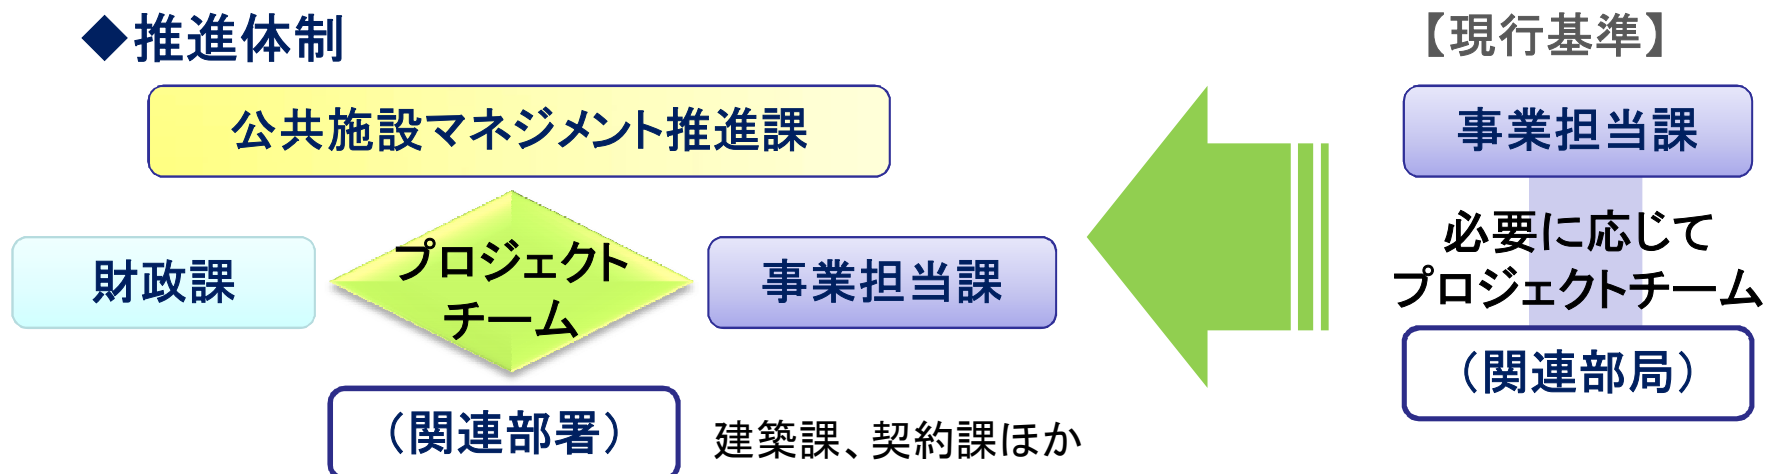 ◆推進体制
公共施設マネジメント推進課
財政課
プロジェクト
チーム
事業担当課
（関連部署）
建築課、契約課ほか
【現行基準】
事業担当課
必要に応じて
プロジェクトチーム
（関連部局）